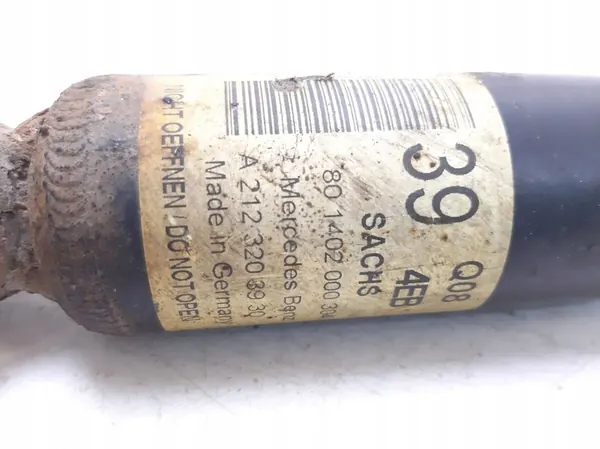 39 Q08
4EB
SACHS
80 1402 000 304
Mercedes Benz
A 212 320 39 30
Made in Germany
NICHT OEFFNEN / DO NOT OPEN